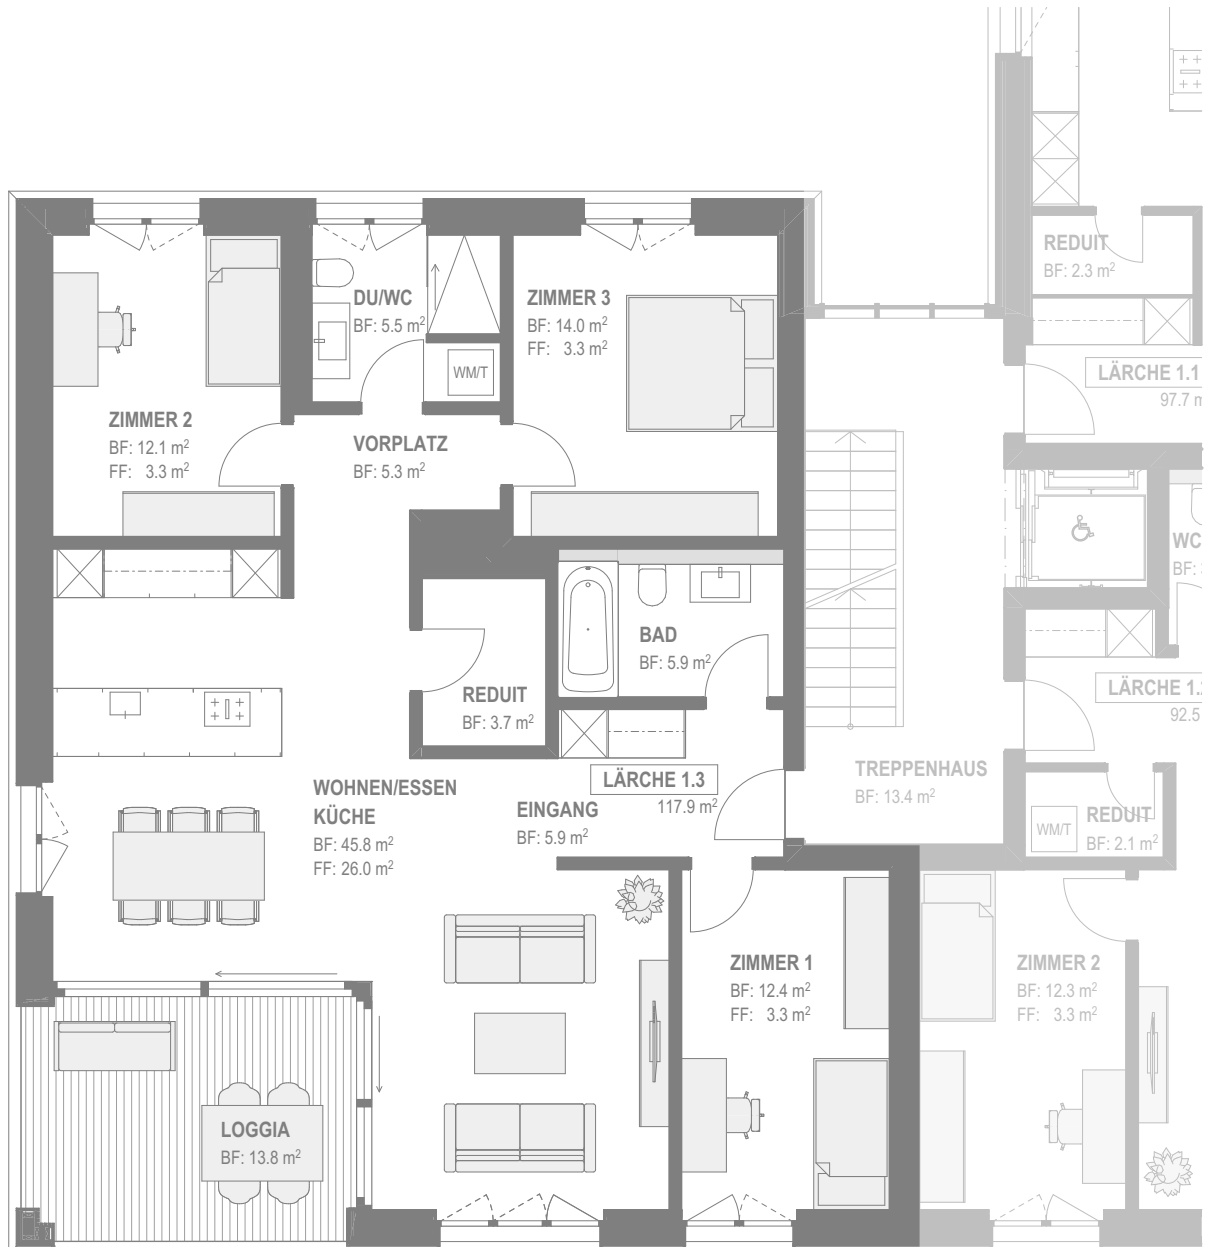 REDUIT
BF: 2.3 m²
DU/WC
BF: 5.5 m²
ZIMMER 3
BF: 14.0 m²
FF: 3.3 m²
WM/T
LÄRCHE 1.1
97.7 m
ZIMMER 2
BF: 12.1 m²
FF: 3.3 m²
VORPLATZ
BF: 5.3 m²
WC
BF:
BAD
BF: 5.9 m²
REDUIT
BF: 3.7 m²
LÄRCHE 1.2
92.5
WOHNEN/ESSEN
KÜCHE
BF: 45.8 m²
FF: 26.0 m²
LÄRCHE 1.3
117.9 m²
EINGANG
BF: 5.9 m²
TREPPENHAUS
BF: 13.4 m²
WM/T
REDUIT
BF: 2.1 m²
ZIMMER 1
BF: 12.4 m²
FF: 3.3 m²
ZIMMER 2
BF: 12.3 m²
FF: 3.3 m²
LOGGIA
BF: 13.8 m²